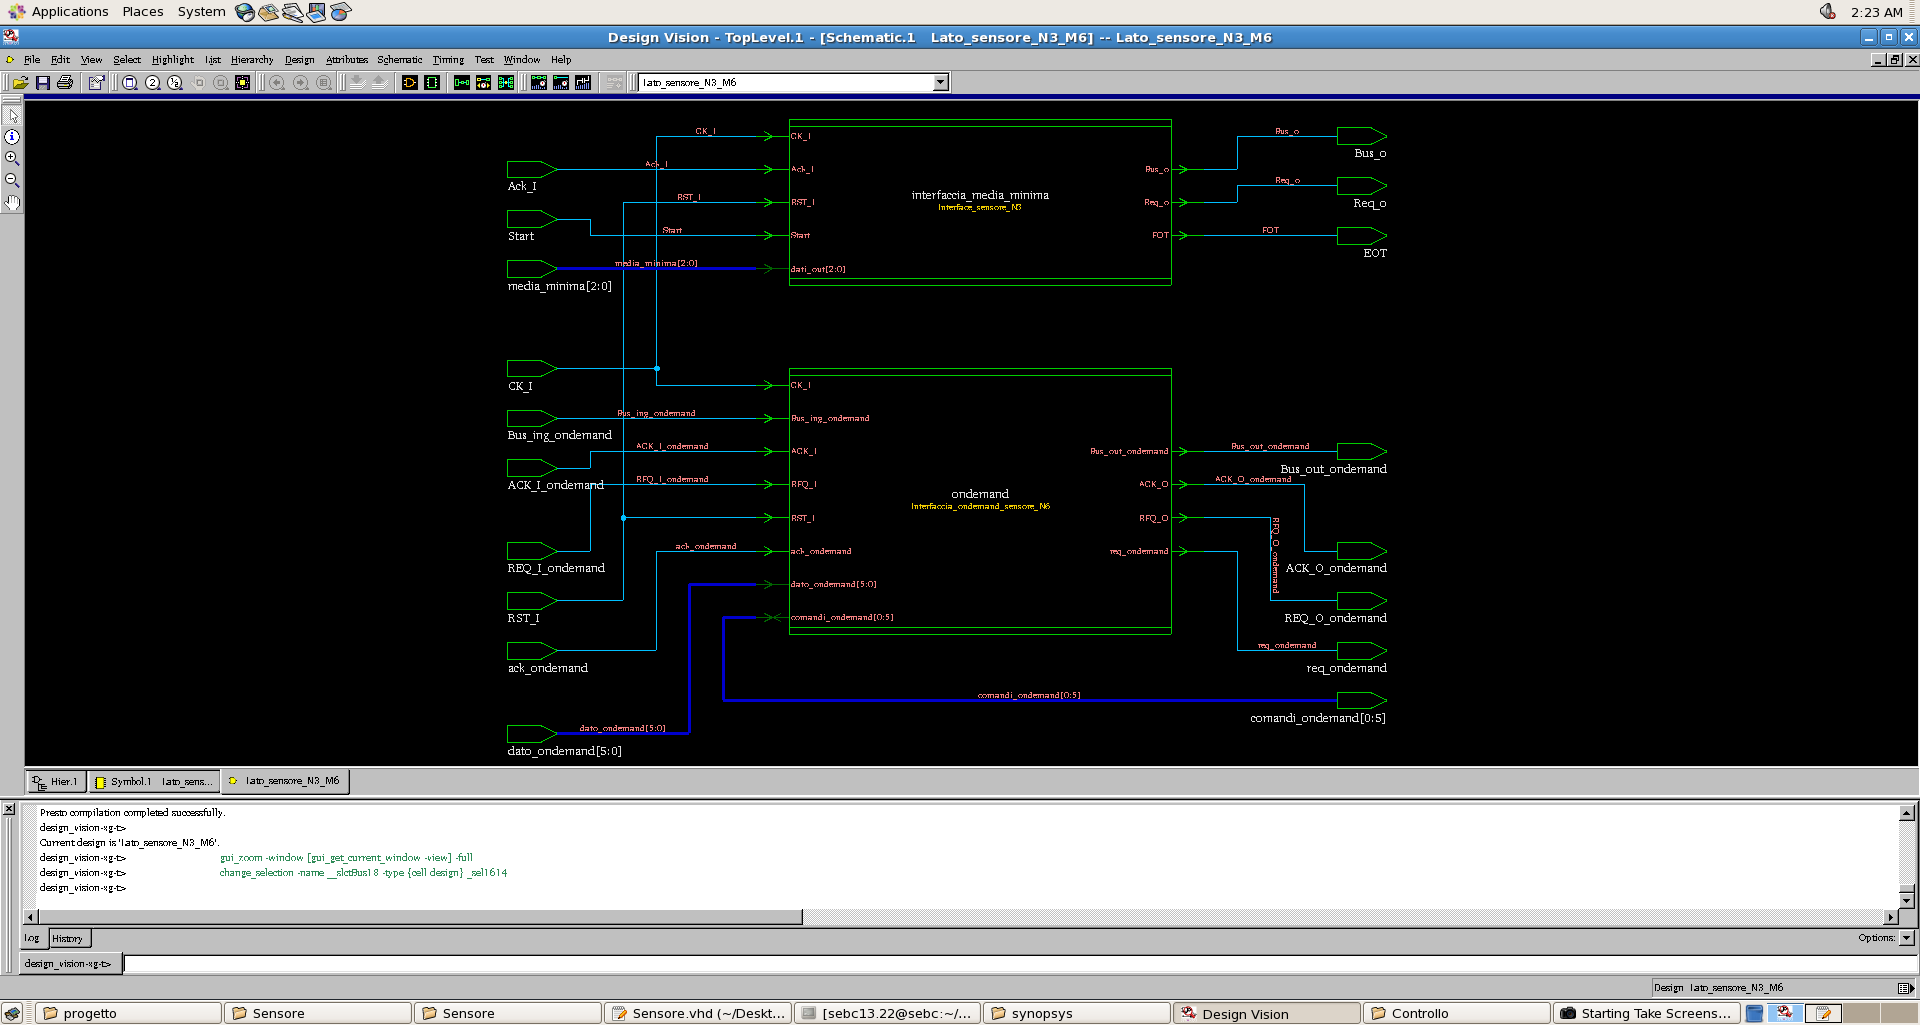 Applications Places System 2:23 AM
Design Vision - TopLevel.1 - [Schematic.1 Lato_sensore_N3_M6] -- Lato_sensore_N3_M6
File Edit View Select Highlight List Hierarchy Design Attributes Schematic Timing Test Window Help
Lato_sensore_N3_M6
CK_I
CK_I
Bus_o
Bus_o
Ack_I
Ack_I
Ack_I
Bus_o
RST_I
RST_I
interfaccia_media_minima
Interface_sensore_N3
Req_o
Req_o
Req_o
Start
Start
Start
EOT
EOT
EOT
media_minima[2:0]
media_minima[2:0]
dati_out[2:0]
CK_I
CK_I
Bus_ing_ondemand
Bus_ing_ondemand
Bus_ing_ondemand
ACK_I_ondemand
ACK_I_ondemand
ACK_I
Bus_out_ondemand
Bus_out_ondemand
Bus_out_ondemand
REQ_I_ondemand
REQ_I_ondemand
REQ_I
ondemand
Interfaccia_ondemand_sensore_N6
ACK_O
ACK_O_ondemand
ACK_O_ondemand
RST_I
RST_I
REQ_O
REQ_O_ondemand
REQ_O_ondemand
ack_ondemand
ack_ondemand
ack_ondemand
req_ondemand
req_ondemand
req_ondemand
dato_ondemand[5:0]
comandi_ondemand[0:5]
comandi_ondemand[0:5]
comandi_ondemand[0:5]
dato_ondemand[5:0]
dato_ondemand[5:0]
Hier.1 Symbol.1 Lato_sens... Lato_sensore_N3_M6
Presto compilation completed successfully.
design_vision-xg-t>
Current design is 'Lato_sensore_N3_M6'.
design_vision-xg-t> gui_zoom -window [gui_get_current_window -view] -full
design_vision-xg-t> change_selection -name __slctBus18 -type {cell design} _sel1614
design_vision-xg-t>
Log History Options:
design_vision-xg-t>
Design Lato_sensore_N3_M6
progetto Sensore Sensore Sensore.vhd (~/Deskt... [sebc13.22@sebc:~/... synopsys Design Vision Controllo Starting Take Screens...